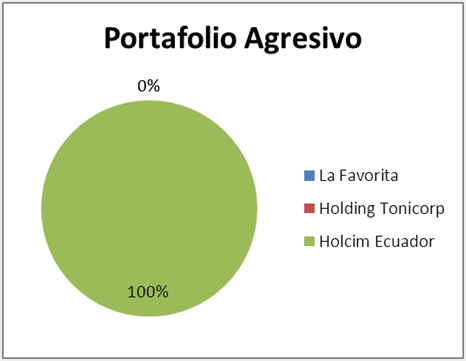 Portafolio Agresivo
0%
La Favorita
Holding Tonicorp
Holcim Ecuador
100%